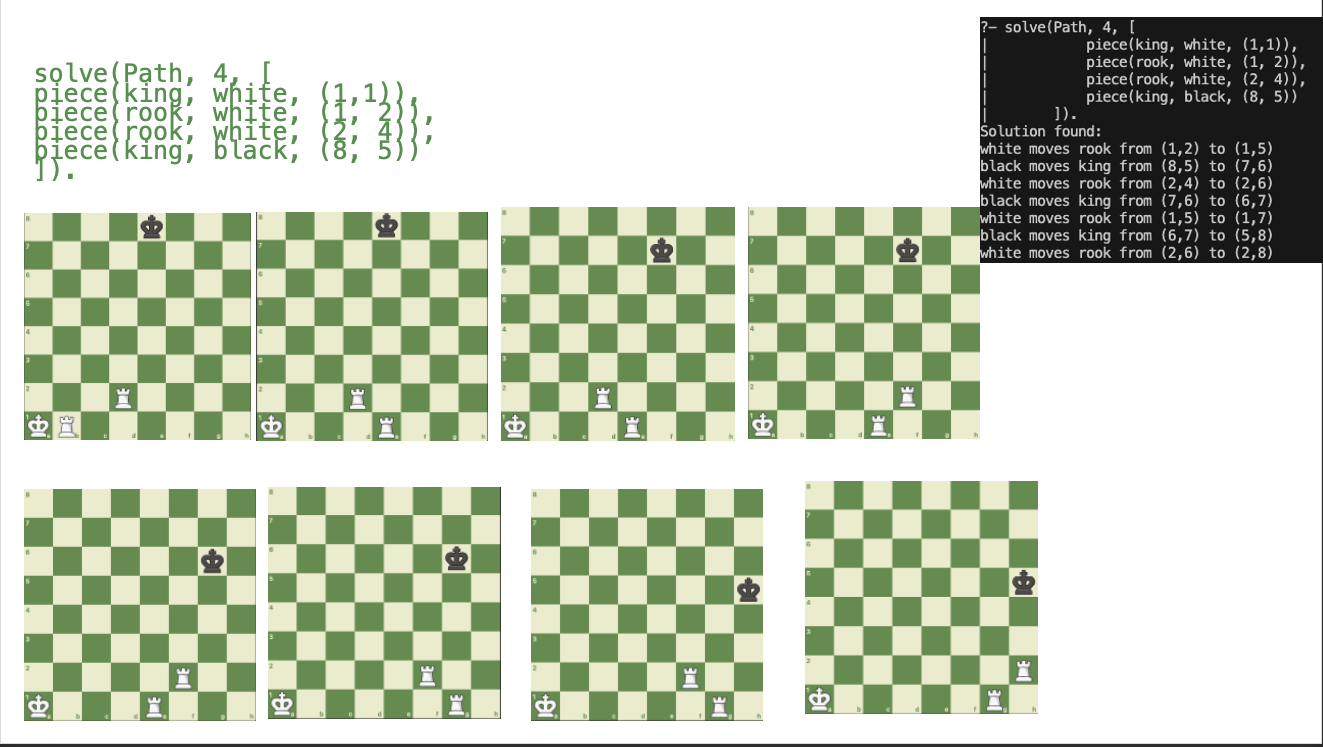 solve(Path, 4, [
piece(king, white, (1,1)),
piece(rook, white, (1, 2)),
piece(rook, white, (2, 4)),
piece(king, black, (8, 5))
]).
?- solve(Path, 4, [
| piece(king, white, (1,1)),
| piece(rook, white, (1, 2)),
| piece(rook, white, (2, 4)),
| piece(king, black, (8, 5))
| ]).
Solution found:
white moves rook from (1,2) to (1,5)
black moves king from (8,5) to (7,6)
white moves rook from (2,4) to (2,6)
black moves king from (7,6) to (6,7)
white moves rook from (1,5) to (1,7)
black moves king from (6,7) to (5,8)
white moves rook from (2,6) to (2,8)